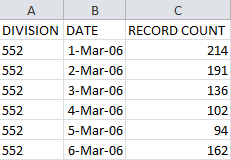 A B C
DIVISION DATE RECORD COUNT
552 1-Mar-06 214
552 2-Mar-06 191
552 3-Mar-06 136
552 4-Mar-06 102
552 5-Mar-06 94
552 6-Mar-06 162